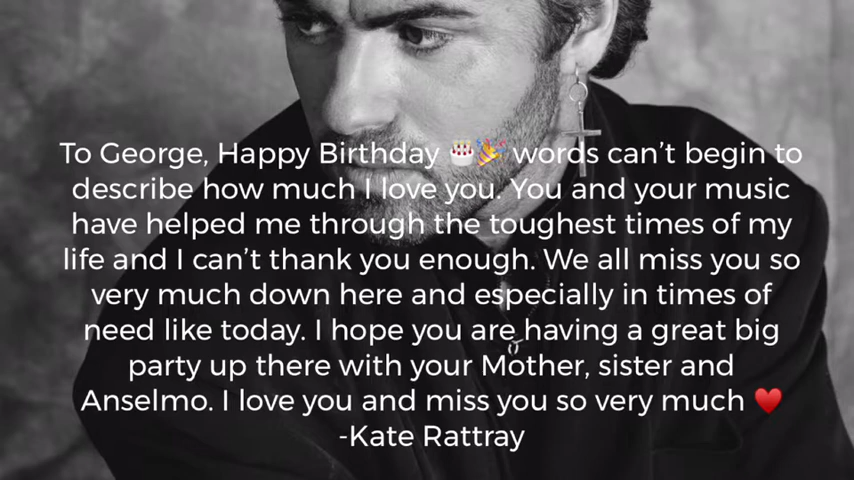 To George, Happy Birthday 🎂🎉 words can’t begin to
describe how much I love you. You and your music
have helped me through the toughest times of my
life and I can’t thank you enough. We all miss you so
very much down here and especially in times of
need like today. I hope you are having a great big
party up there with your Mother, sister and
Anselmo. I love you and miss you so very much ♥️
-Kate Rattray